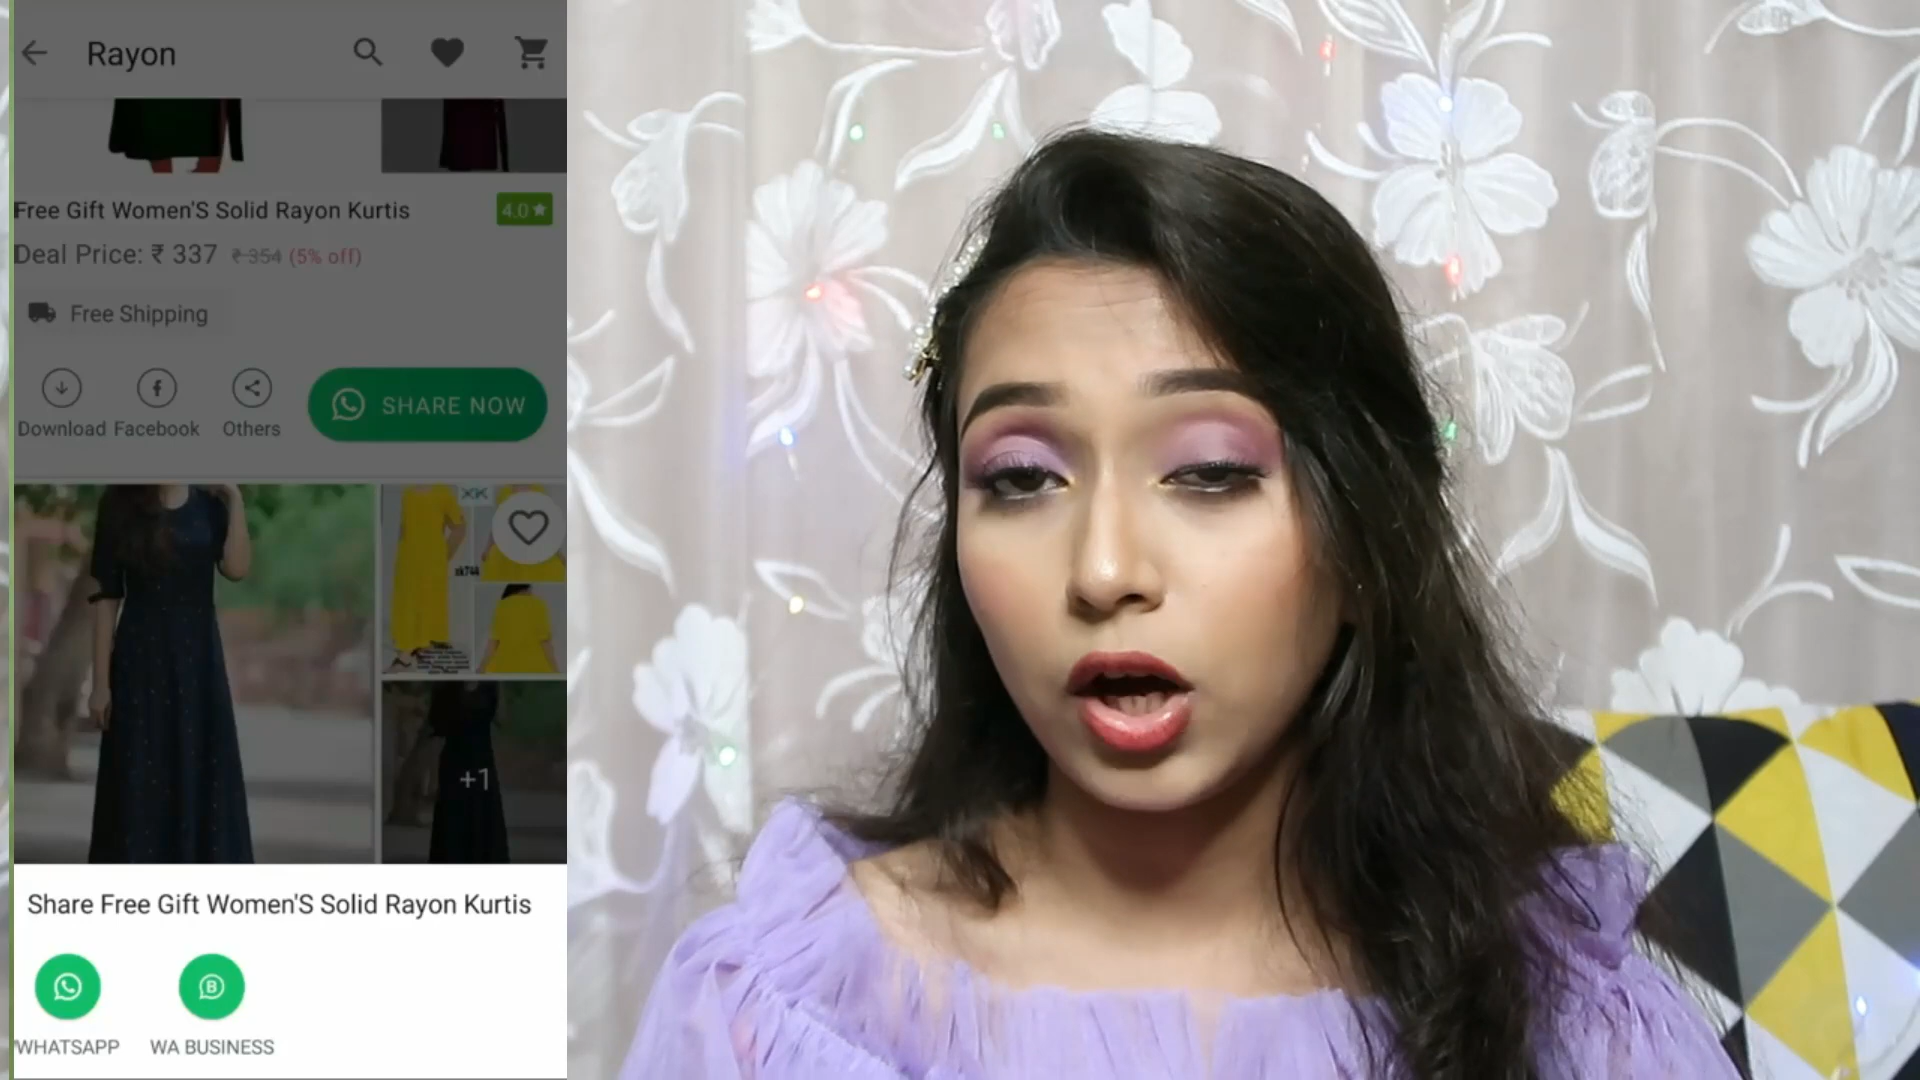 Rayon
Free Gift Women'S Solid Rayon Kurtis
4.0
Deal Price: ₹ 337 ₹ 354 (5% off)
Free Shipping
Download Facebook Others
SHARE NOW
+1
Share Free Gift Women'S Solid Rayon Kurtis
WHATSAPP
WA BUSINESS